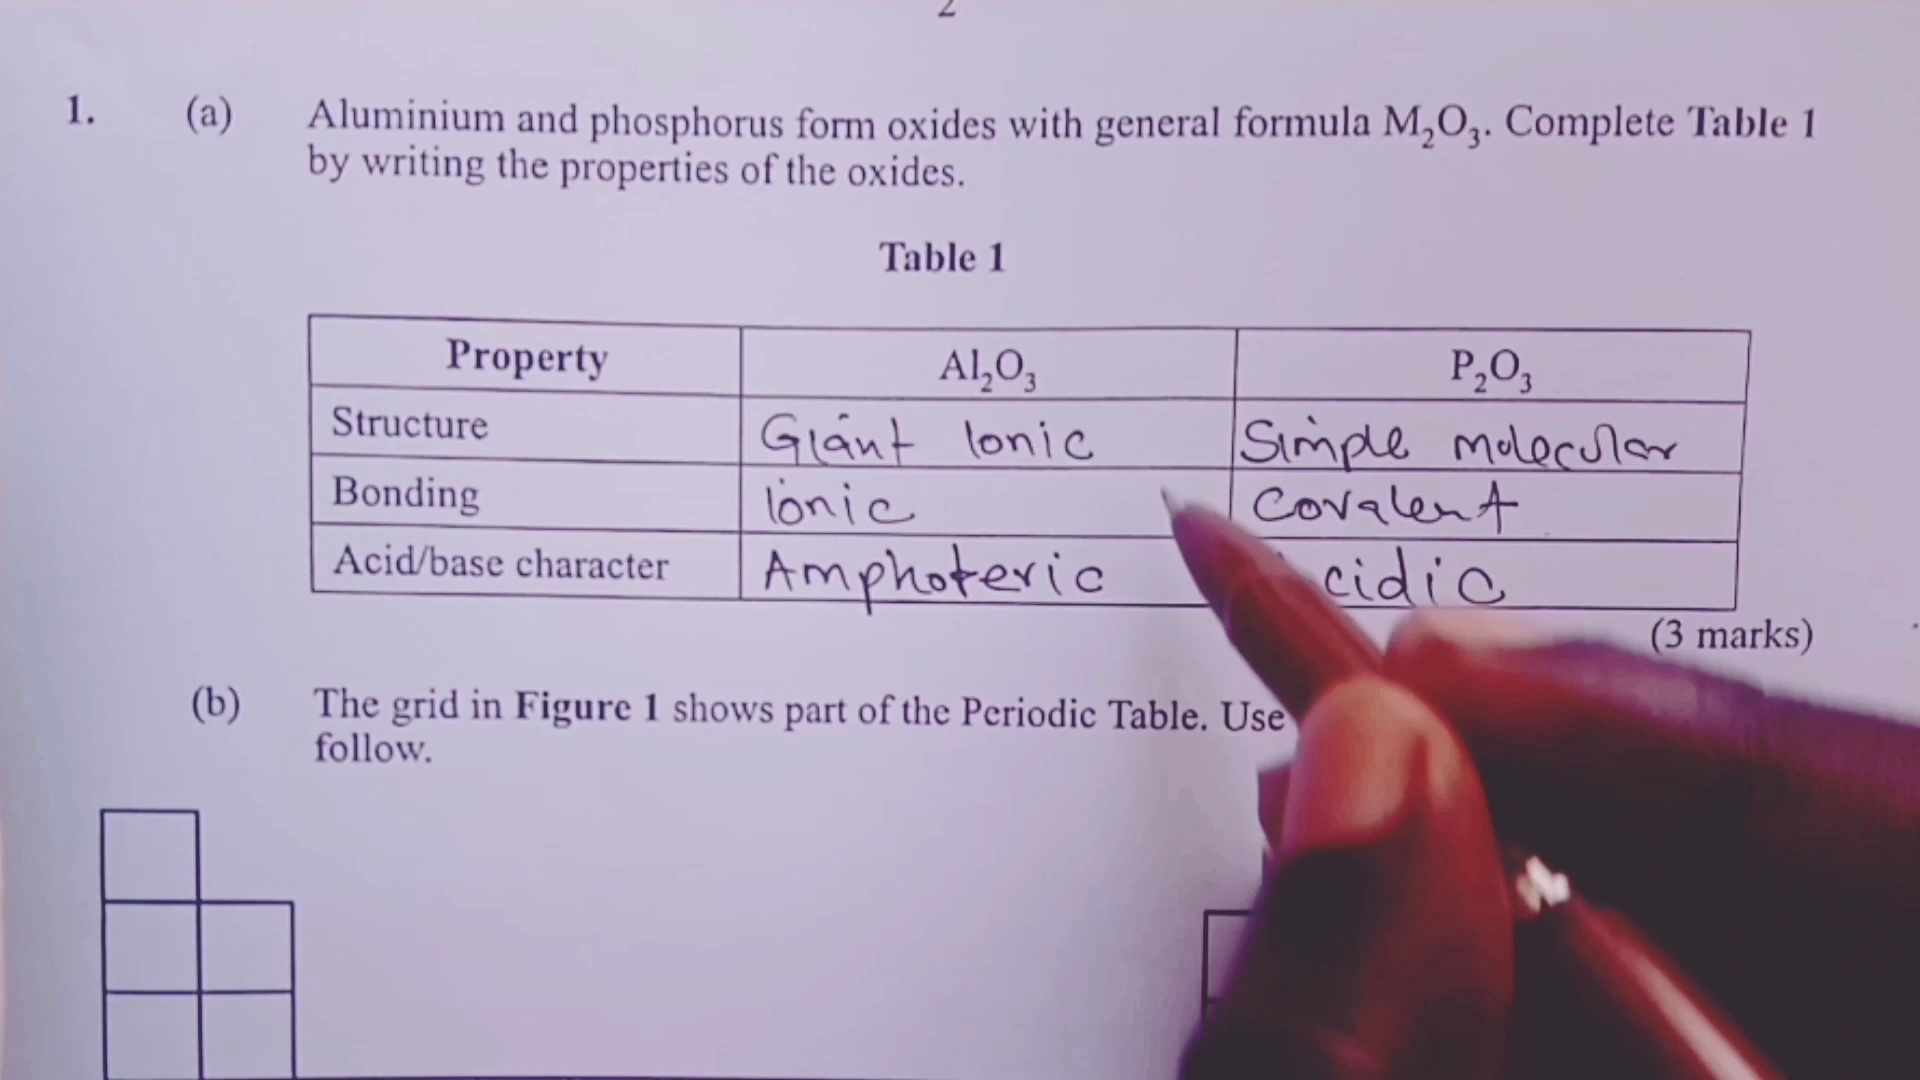 2
1. (a) Aluminium and phosphorus form oxides with general formula M₂O₃. Complete Table 1
by writing the properties of the oxides.
Table 1
Property Al₂O₃ P₂O₃
Structure Giant Ionic Simple molecular
Bonding Ionic Covalent
Acid/base character Amphoteric cidic
(3 marks)
(b) The grid in Figure 1 shows part of the Periodic Table. Use
follow.